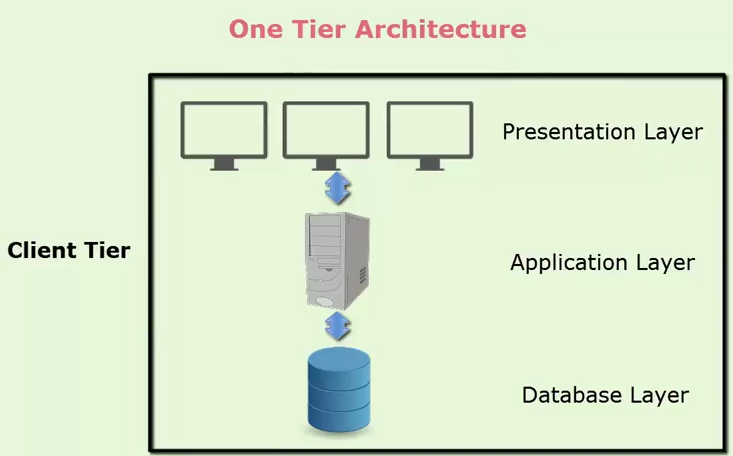 One Tier Architecture
Presentation Layer
Client Tier
Application Layer
Database Layer